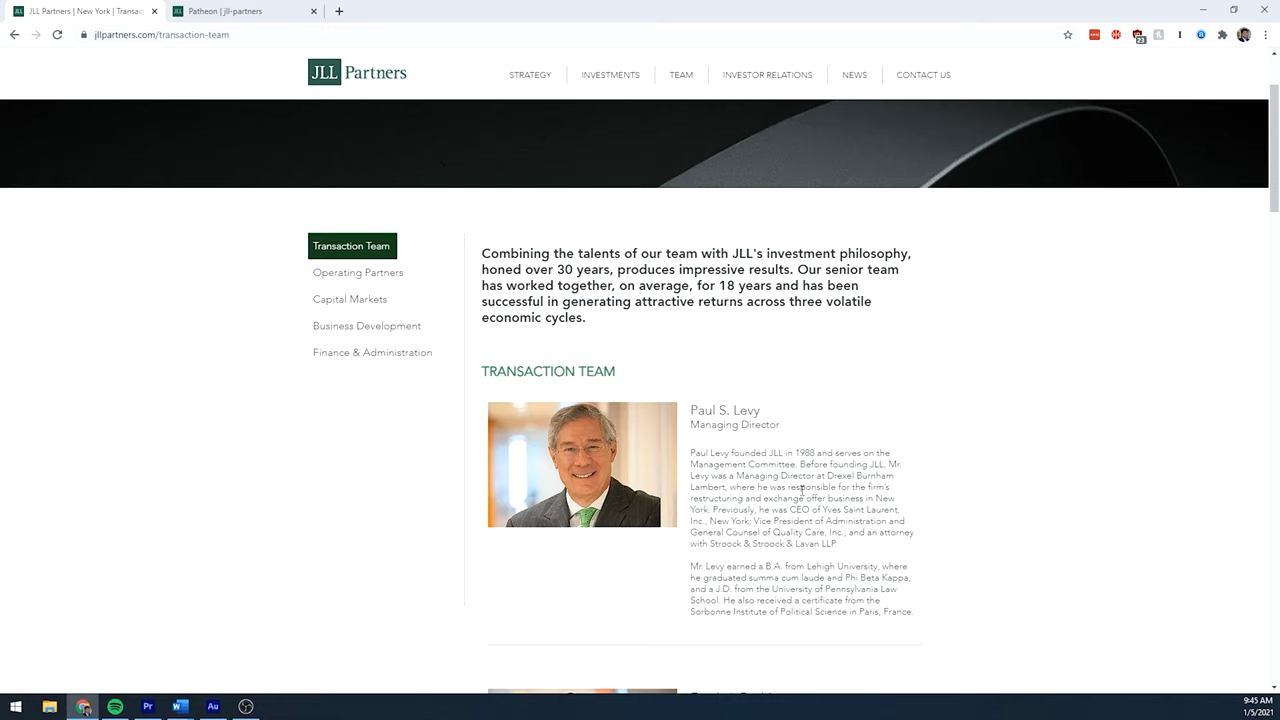 JLL Partners | New York | Transac
Patheon | jll-partners
jllpartners.com/transaction-team
23
JLL Partners
STRATEGY
INVESTMENTS
TEAM
INVESTOR RELATIONS
NEWS
CONTACT US
Transaction Team
Operating Partners
Capital Markets
Business Development
Finance & Administration
Combining the talents of our team with JLL's investment philosophy,
honed over 30 years, produces impressive results. Our senior team
has worked together, on average, for 18 years and has been
successful in generating attractive returns across three volatile
economic cycles.
TRANSACTION TEAM
Paul S. Levy
Managing Director
Paul Levy founded JLL in 1988 and serves on the
Management Committee. Before founding JLL, Mr.
Levy was a Managing Director at Drexel Burnham
Lambert, where he was responsible for the firm's
restructuring and exchange offer business in New
York. Previously, he was CEO of Yves Saint Laurent,
Inc., New York; Vice President of Administration and
General Counsel of Quality Care, Inc.; and an attorney
with Stroock & Stroock & Lavan LLP.
Mr. Levy earned a B.A. from Lehigh University, where
he graduated summa cum laude and Phi Beta Kappa,
and a J.D. from the University of Pennsylvania Law
School. He also received a certificate from the
Sorbonne Institute of Political Science in Paris, France.
Pr
Au
9:45 AM
1/5/2021